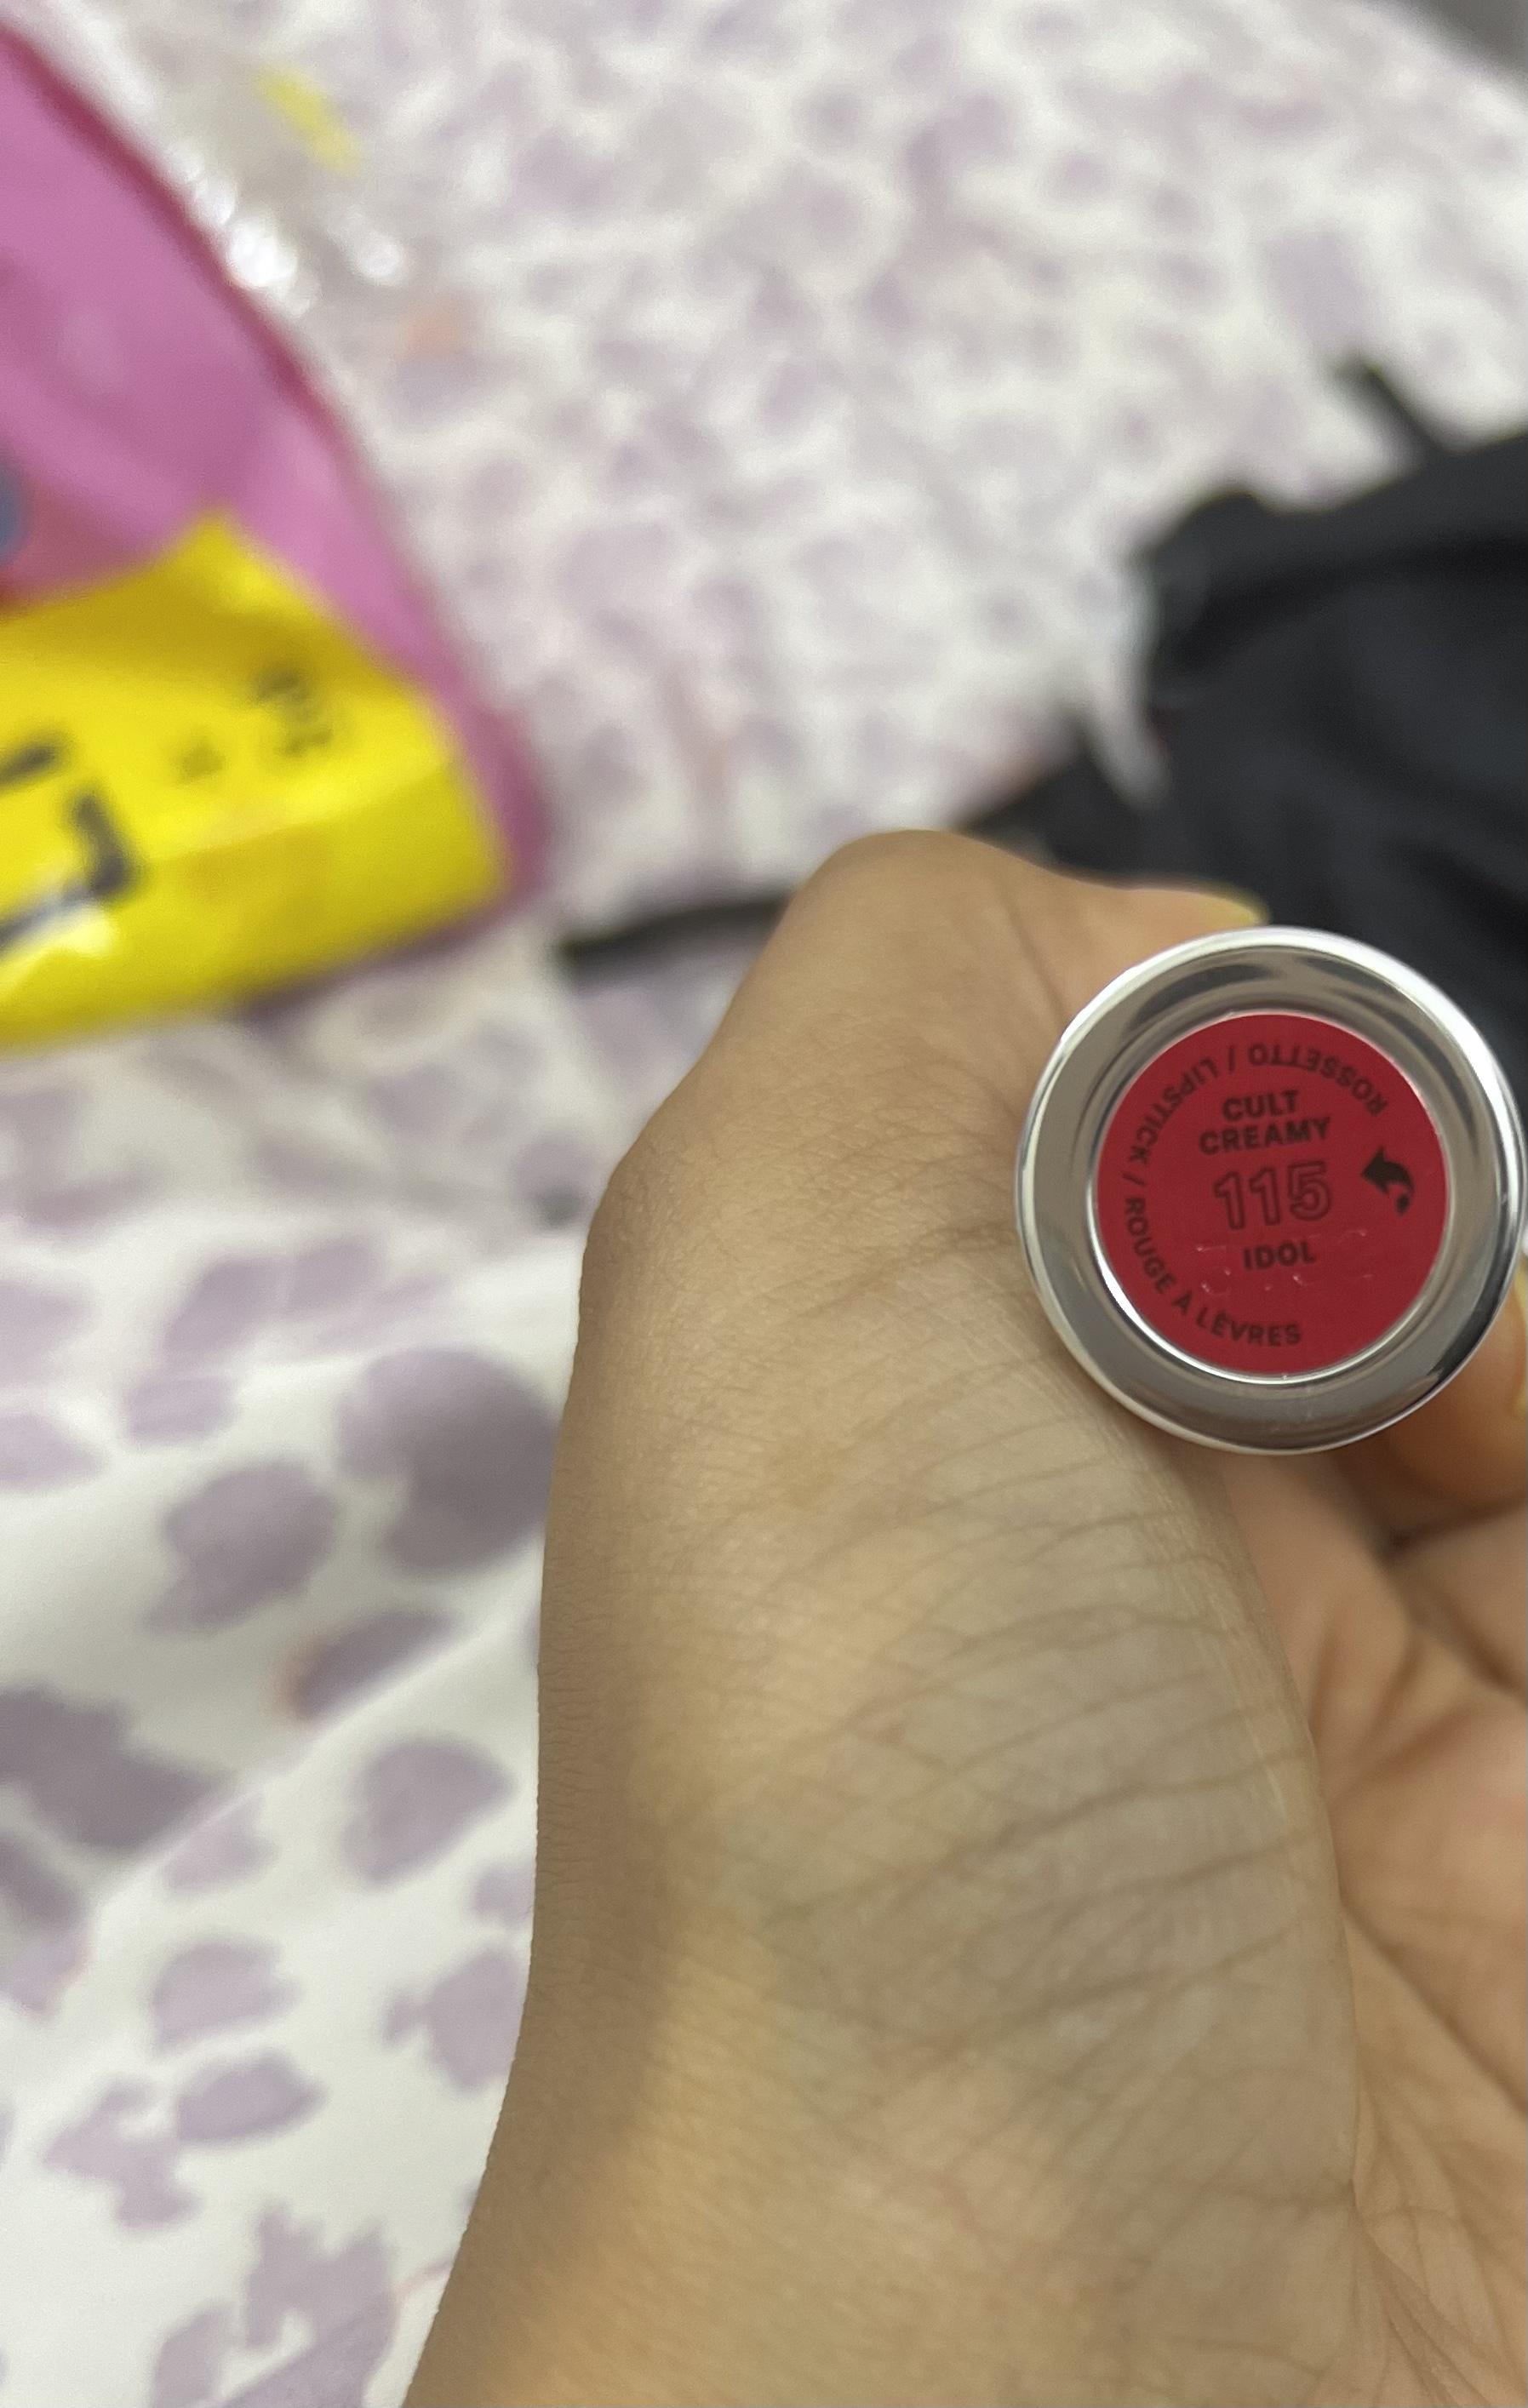 ROSSETTO / LIPSTICK / ROUGE À LÈVRES
CULT
CREAMY
115
IDOL